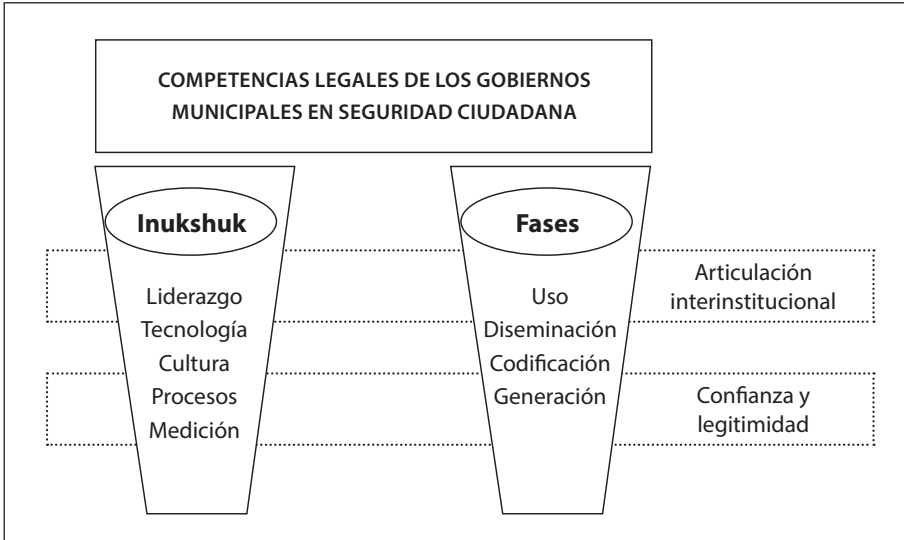 COMPETENCIAS LEGALES DE LOS GOBIERNOS
MUNICIPALES EN SEGURIDAD CIUDADANA
Inukshuk
Liderazgo
Tecnología
Cultura
Procesos
Medición
Fases
Uso
Diseminación
Codificación
Generación
Articulación
interinstitucional
Confianza y
legitimidad